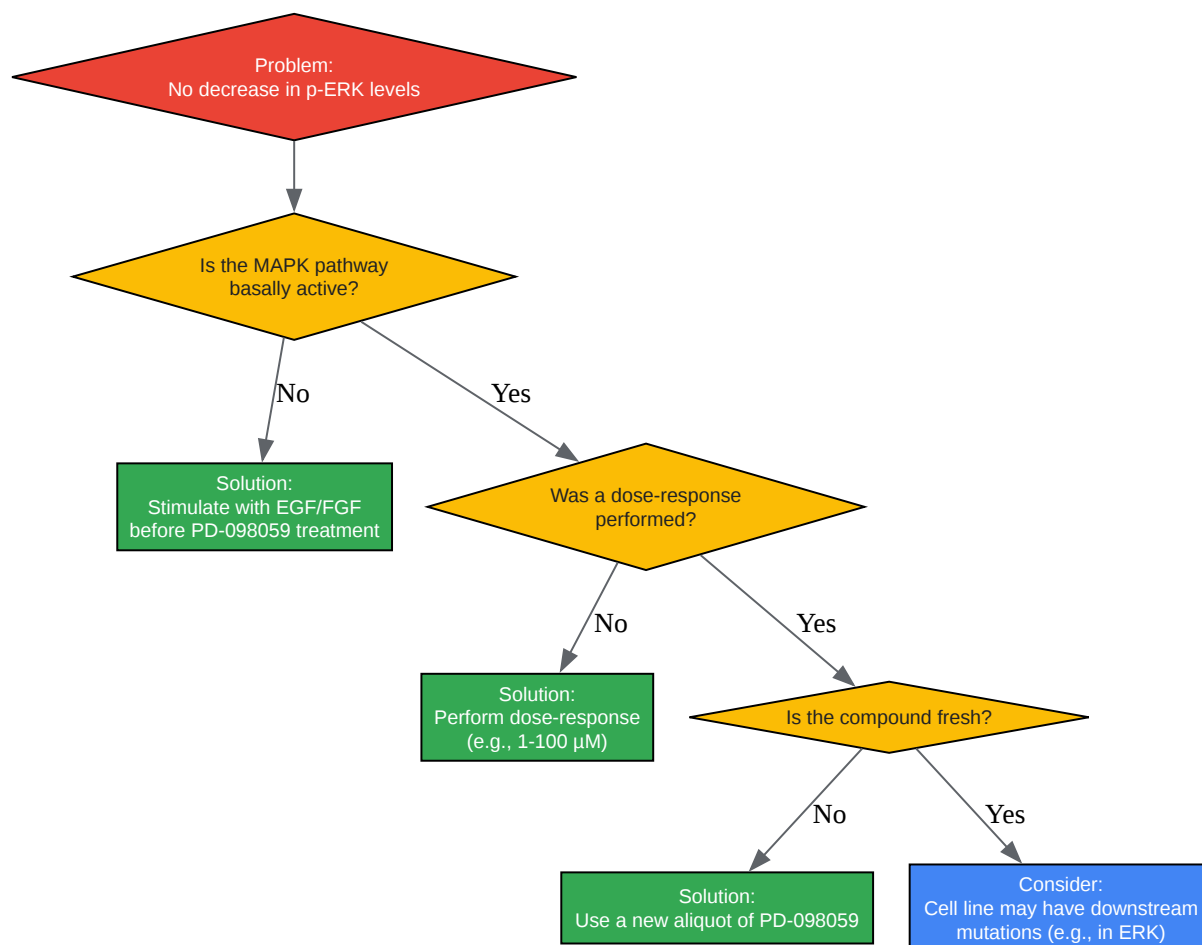 Problem:
No decrease in p-ERK levels
Is the MAPK pathway
basally active?
No
Yes
Solution:
Stimulate with EGF/FGF
before PD-098059 treatment
Was a dose-response
performed?
No
Yes
Solution:
Perform dose-response
(e.g., 1-100 µM)
Is the compound fresh?
No
Yes
Solution:
Use a new aliquot of PD-098059
Consider:
Cell line may have downstream
mutations (e.g., in ERK)